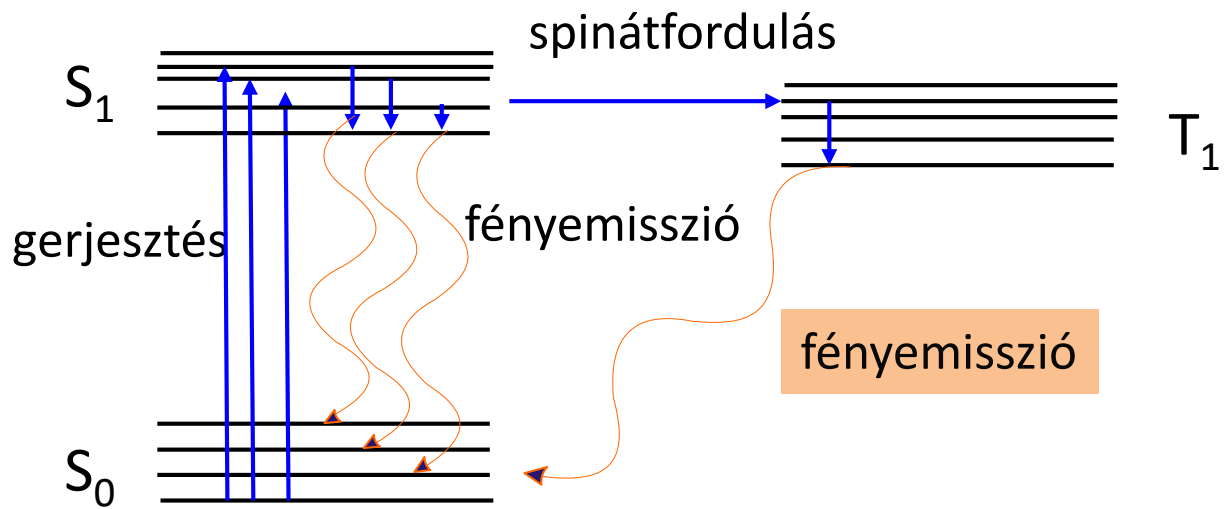 spinátfordulás
S₁
T₁
gerjesztés
fényemisszió
fényemisszió
S₀